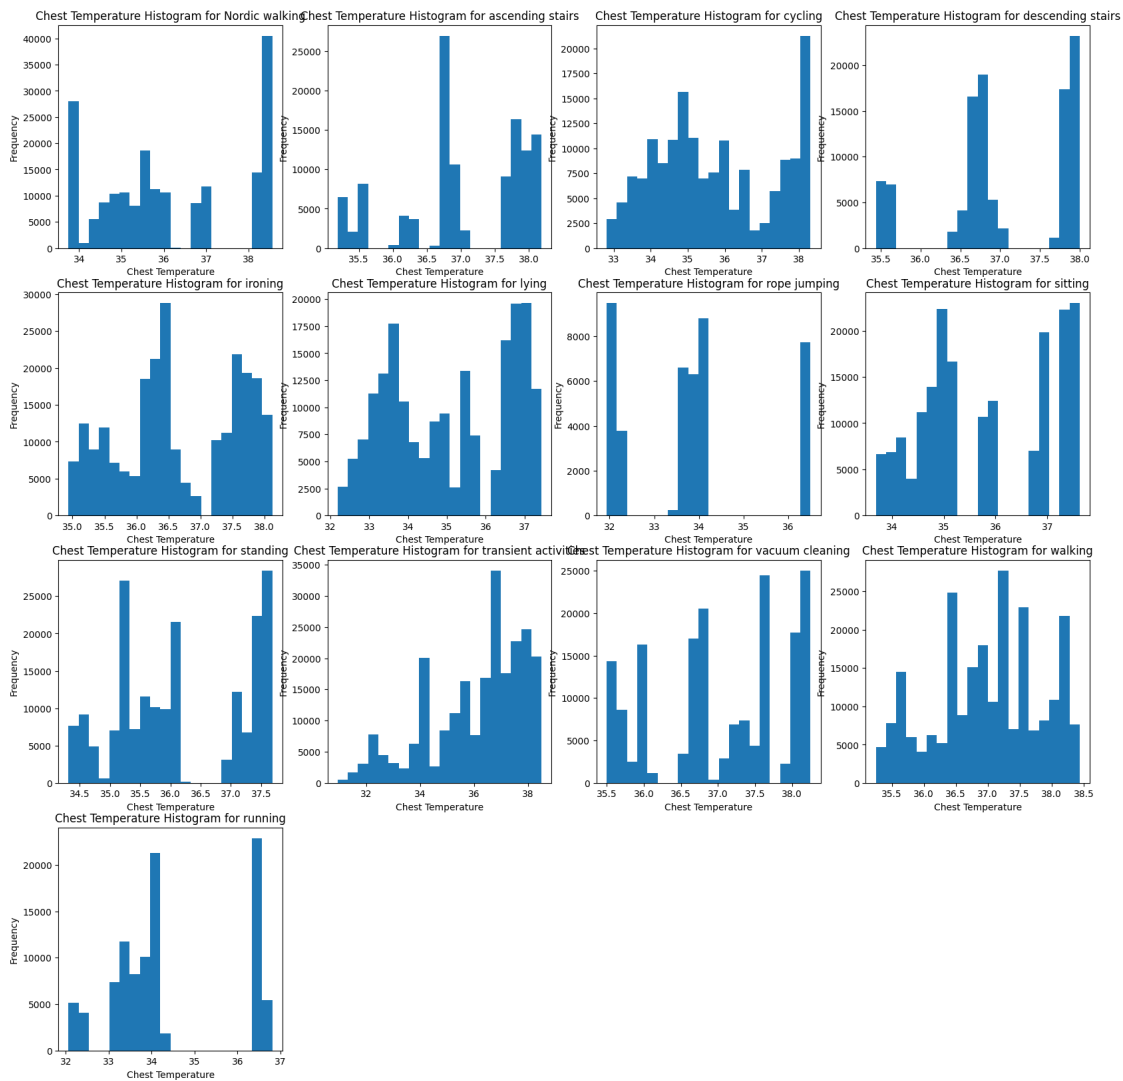 Chest Temperature Histogram for Nordic walking
Chest Temperature Histogram for ascending stairs
Chest Temperature Histogram for cycling
Chest Temperature Histogram for descending stairs
Frequency
40000
35000
30000
25000
20000
15000
10000
5000
0
34 35 36 37 38
Chest Temperature
Frequency
25000
20000
15000
10000
5000
0
35.5 36.0 36.5 37.0 37.5 38.0
Chest Temperature
Frequency
20000
17500
15000
12500
10000
7500
5000
2500
0
33 34 35 36 37 38
Chest Temperature
Frequency
20000
15000
10000
5000
0
35.5 36.0 36.5 37.0 37.5 38.0
Chest Temperature
Chest Temperature Histogram for ironing
Chest Temperature Histogram for lying
Chest Temperature Histogram for rope jumping
Chest Temperature Histogram for sitting
Frequency
30000
25000
20000
15000
10000
5000
0
35.0 35.5 36.0 36.5 37.0 37.5 38.0
Chest Temperature
Frequency
20000
17500
15000
12500
10000
7500
5000
2500
0
32 33 34 35 36 37
Chest Temperature
Frequency
8000
6000
4000
2000
0
32 33 34 35 36
Chest Temperature
Frequency
20000
15000
10000
5000
0
34 35 36 37
Chest Temperature
Chest Temperature Histogram for standing
Chest Temperature Histogram for transient activities
Chest Temperature Histogram for vacuum cleaning
Chest Temperature Histogram for walking
Frequency
25000
20000
15000
10000
5000
0
34.5 35.0 35.5 36.0 36.5 37.0 37.5
Chest Temperature
Frequency
35000
30000
25000
20000
15000
10000
5000
0
32 34 36 38
Chest Temperature
Frequency
25000
20000
15000
10000
5000
0
35.5 36.0 36.5 37.0 37.5 38.0
Chest Temperature
Frequency
25000
20000
15000
10000
5000
0
35.5 36.0 36.5 37.0 37.5 38.0 38.5
Chest Temperature
Chest Temperature Histogram for running
Frequency
20000
15000
10000
5000
0
32 33 34 35 36 37
Chest Temperature